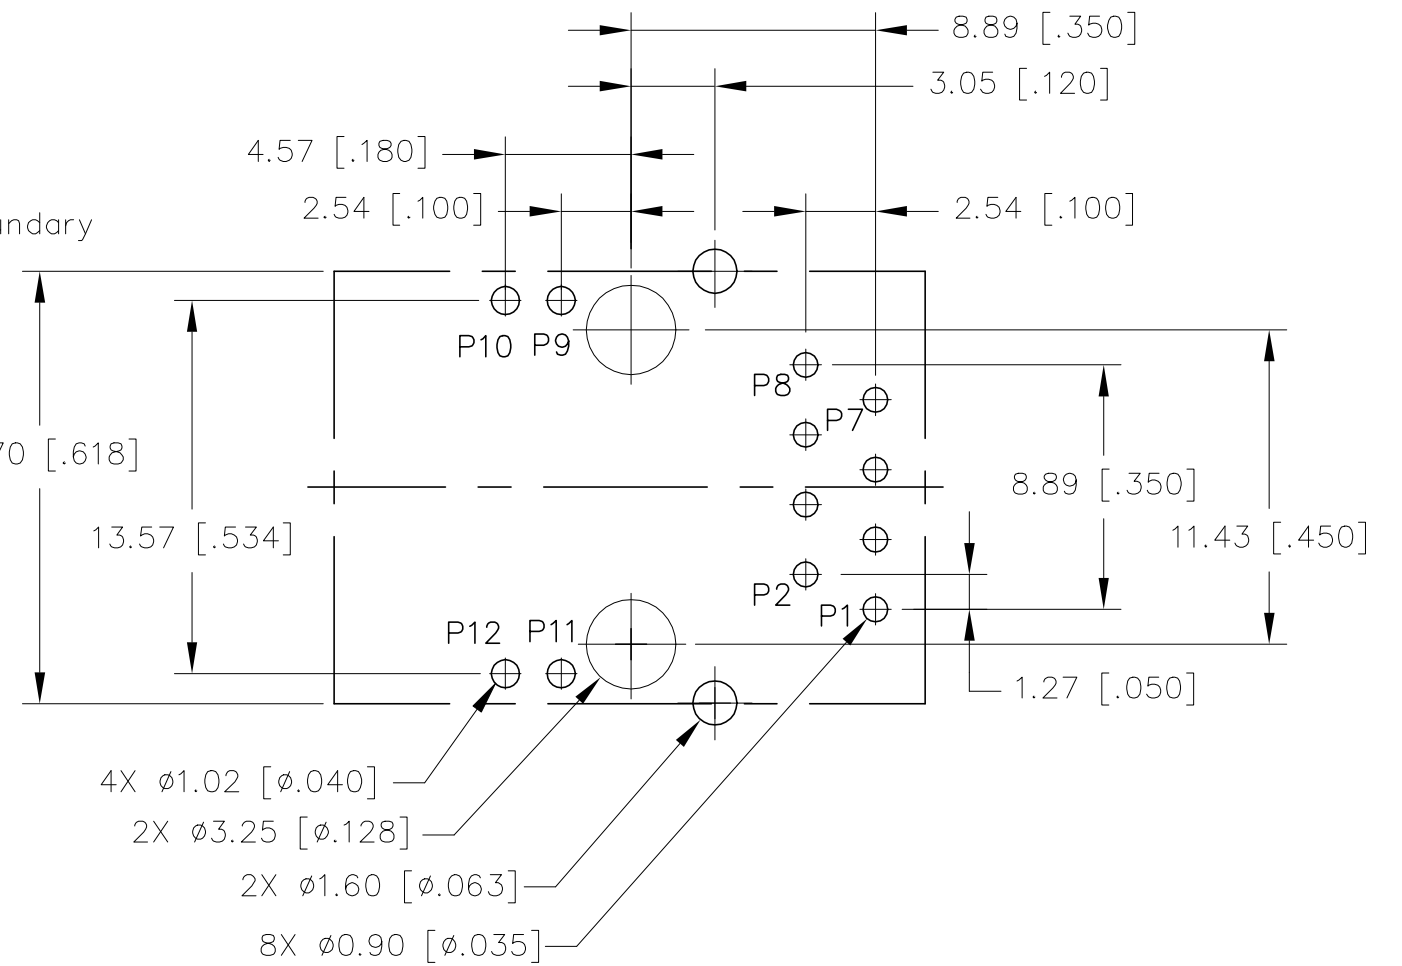 8.89 [.350]
3.05 [.120]
4.57 [.180]
2.54 [.100]
2.54 [.100]
P10
P9
P8
P7
[.618]
8.89 [.350]
13.57 [.534]
11.43 [.450]
P2
P1
P12
P11
1.27 [.050]
4X ø1.02 [ø.040]
2X ø3.25 [ø.128]
2X ø1.60 [ø.063]
8X ø0.90 [ø.035]